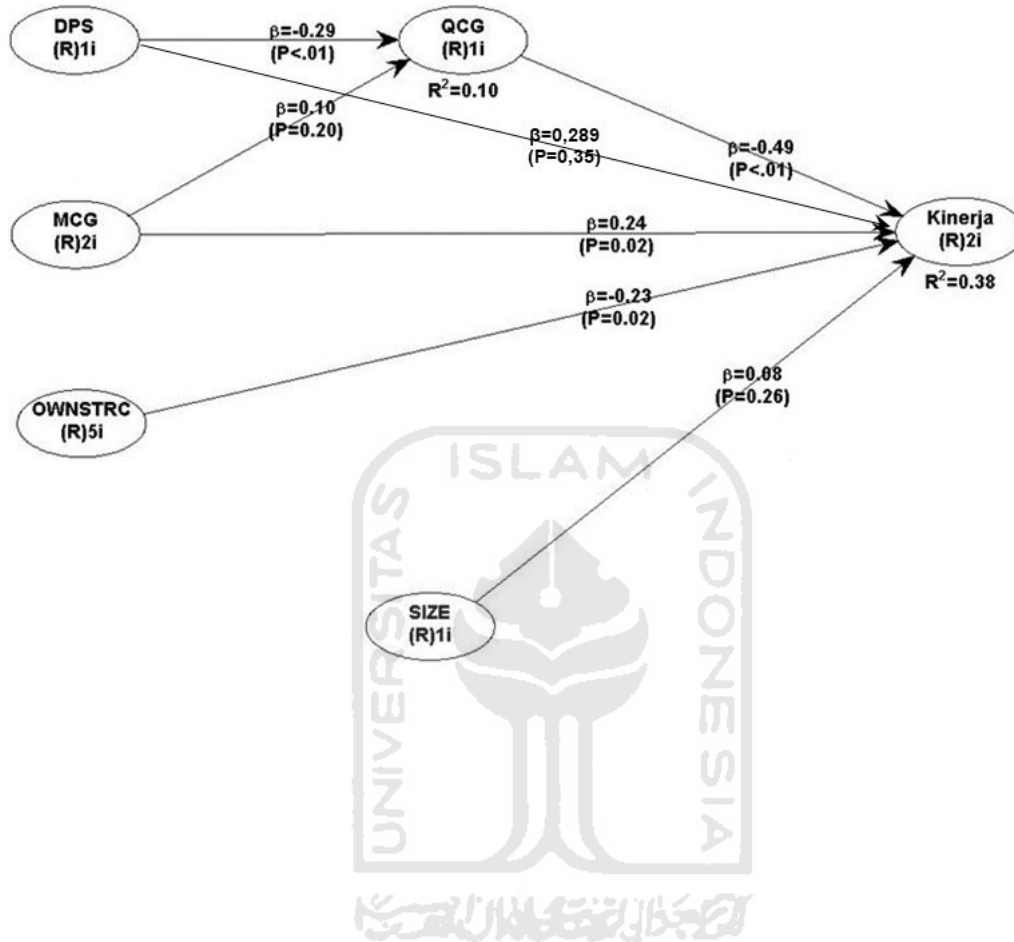 DPS
(R)1i
β=-0.29
(P<.01)
QCG
(R)1i
R²=0.10
β=0.10
(P=0.20)
β=0,289
(P=0,35)
β=-0.49
(P<.01)
MCG
(R)2i
β=0.24
(P=0.02)
Kinerja
(R)2i
R²=0.38
β=-0.23
(P=0.02)
OWNSTRC
(R)5i
β=0.08
(P=0.26)
SIZE
(R)1i
UNIVERSITAS
ISLAM
INDONESIA